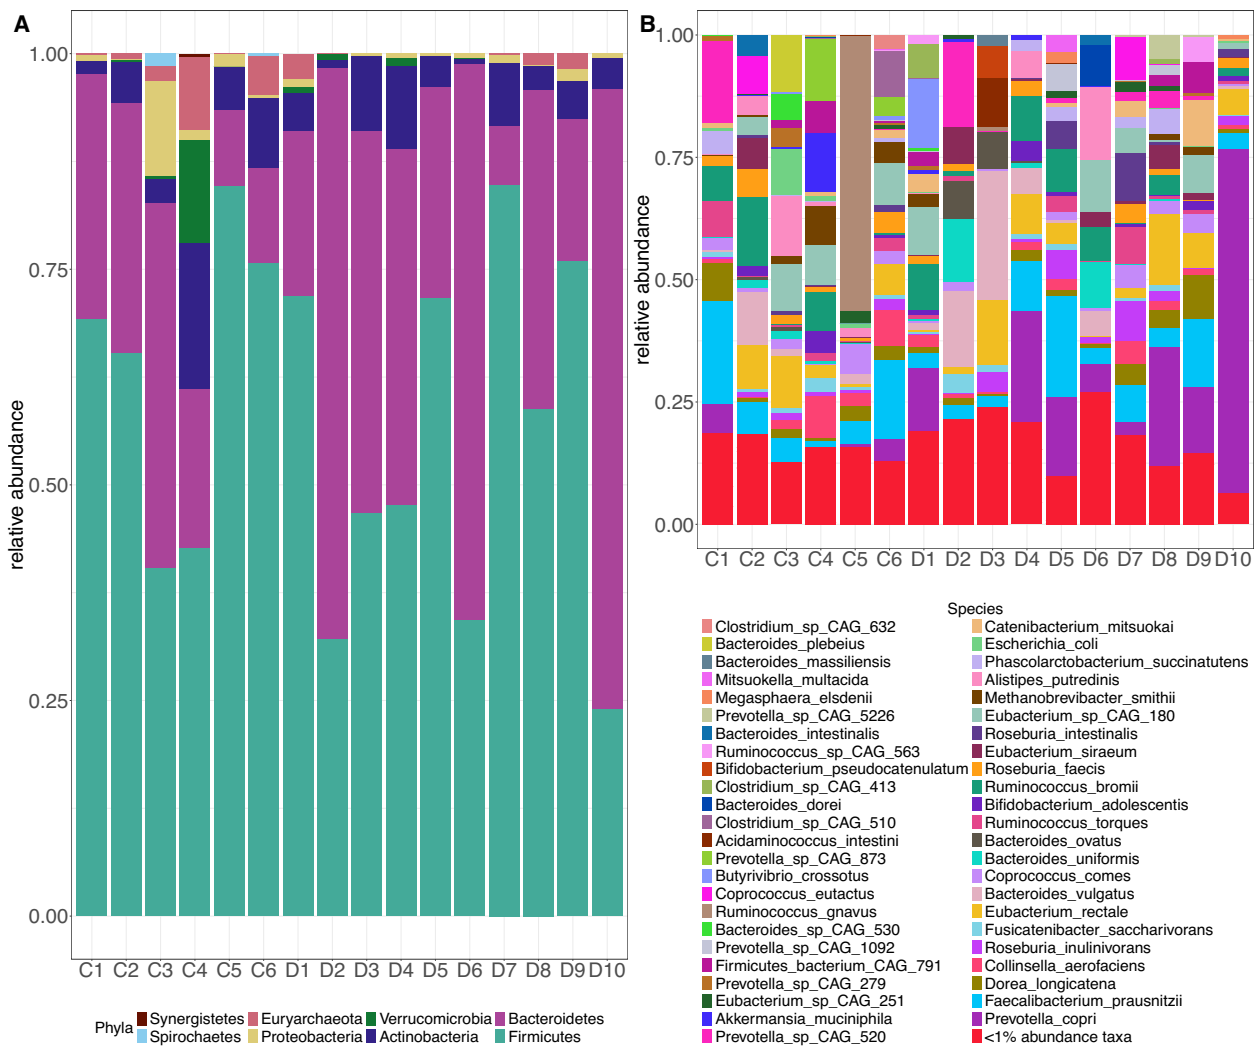 A
1.00
0.75
0.50
0.25
0.00
relative abundance
C1 C2 C3 C4 C5 C6 D1 D2 D3 D4 D5 D6 D7 D8 D9 D10
Phyla
Synergistetes Euryarchaeota Verrucomicrobia Bacteroidetes
Spirochaetes Proteobacteria Actinobacteria Firmicutes
B
1.00
0.75
0.50
0.25
0.00
relative abundance
C1 C2 C3 C4 C5 C6 D1 D2 D3 D4 D5 D6 D7 D8 D9 D10
Species
Clostridium_sp_CAG_632
Bacteroides_plebeius
Bacteroides_massiliensis
Mitsuokella_multacida
Megasphaera_elsdenii
Prevotella_sp_CAG_5226
Bacteroides_intestinalis
Ruminococcus_sp_CAG_563
Bifidobacterium_pseudocatenulatum
Clostridium_sp_CAG_413
Bacteroides_dorei
Clostridium_sp_CAG_510
Acidaminococcus_intestini
Prevotella_sp_CAG_873
Butyrivibrio_crossotus
Coprococcus_eutactus
Ruminococcus_gnavus
Bacteroides_sp_CAG_530
Prevotella_sp_CAG_1092
Firmicutes_bacterium_CAG_791
Prevotella_sp_CAG_279
Eubacterium_sp_CAG_251
Akkermansia_muciniphila
Prevotella_sp_CAG_520
Catenibacterium_mitsuokai
Escherichia_coli
Phascolarctobacterium_succinatutens
Alistipes_putredinis
Methanobrevibacter_smithii
Eubacterium_sp_CAG_180
Roseburia_intestinalis
Eubacterium_siraeum
Roseburia_faecis
Ruminococcus_bromii
Bifidobacterium_adolescentis
Ruminococcus_torques
Bacteroides_ovatus
Bacteroides_uniformis
Coprococcus_comes
Bacteroides_vulgatus
Eubacterium_rectale
Fusicatenibacter_saccharivorans
Roseburia_inulinivorans
Collinsella_aerofaciens
Dorea_longicatena
Faecalibacterium_prausnitzii
Prevotella_copri
<1% abundance taxa